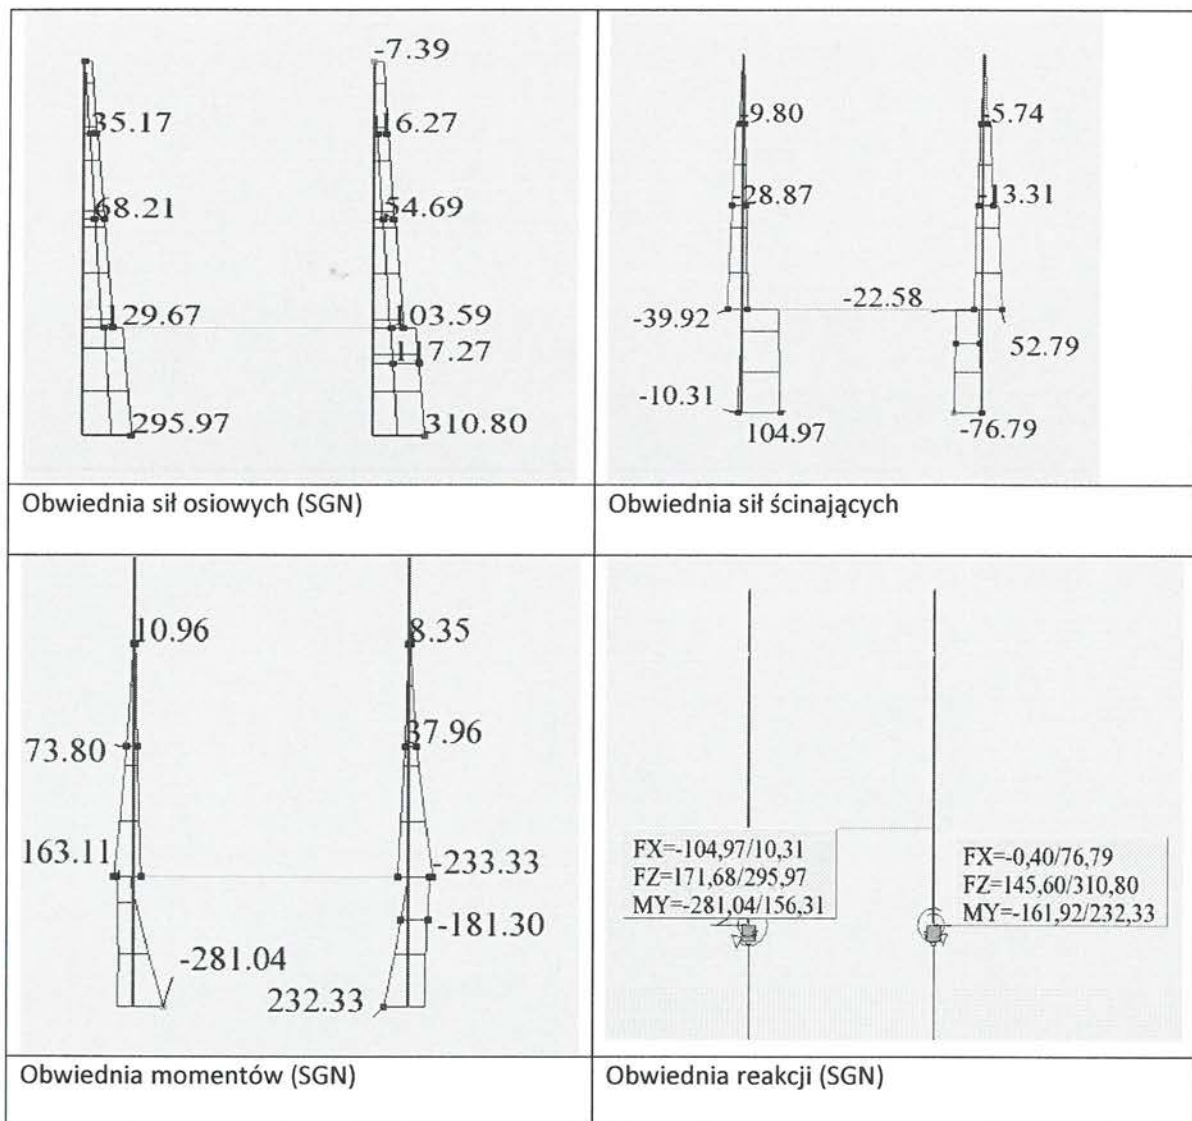 -7.39
35.17
16.27
68.21
54.69
129.67
103.59
117.27
295.97
310.80
Obwiednia sił osiowych (SGN)
-9.80
-5.74
-28.87
13.31
-22.58
-39.92
52.79
-10.31
104.97
-76.79
Obwiednia sił ścinających
10.96
8.35
73.80
37.96
163.11
-233.33
-181.30
-281.04
232.33
Obwiednia momentów (SGN)
FX=-104,97/10,31
FZ=171,68/295,97
MY=-281,04/156,31
FX=-0,40/76,79
FZ=145,60/310,80
MY=-161,92/232,33
Obwiednia reakcji (SGN)